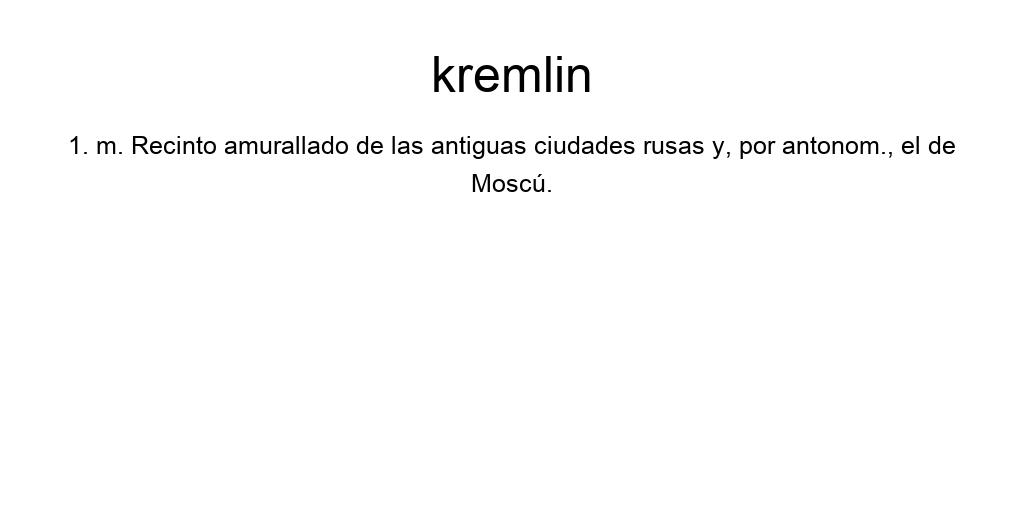 kremlin
1. m. Recinto amurallado de las antiguas ciudades rusas y, por antonom., el de
Moscú.